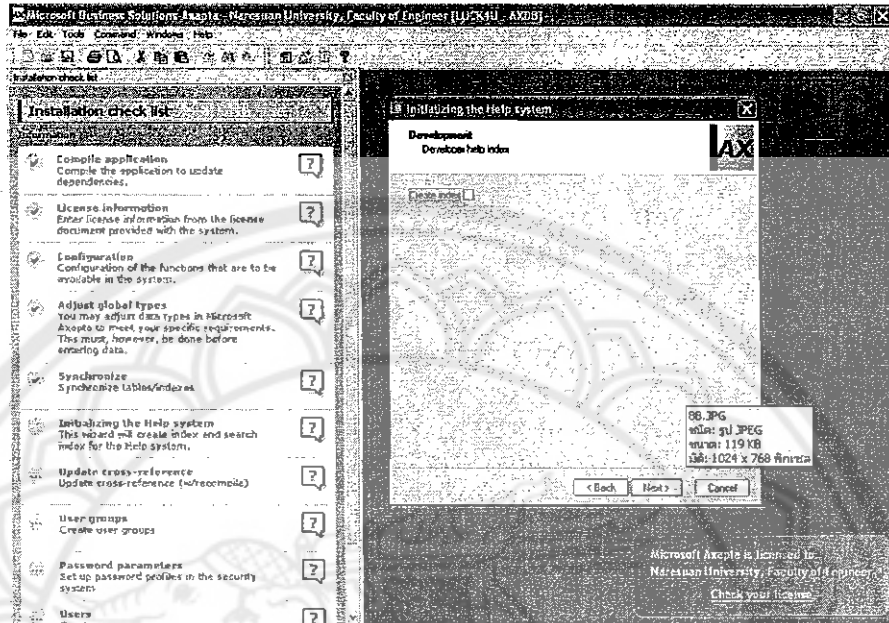 Microsoft Business Solutions-Axapta - Naresuan University, Faculty of Engineer [LUCK4U - AXDB]
File Edit Tools Command Windows Help
Installation check list
Installation check list
Compile application
Compile the application to update
dependencies.
License information
Enter license information from the license
document provided with the system.
Configuration
Configuration of the functions that are to be
available in the system.
Adjust global types
You may adjust data types in Microsoft
Axapta to meet your specific requirements.
This must, however, be done before
entering data.
Synchronize
Synchronize tables/indexes
Initializing the Help system
This wizard will create index and search
index for the Help system.
Update cross-reference
Update cross-reference (w/recompile)
User groups
Create user groups
Password parameters
Set up password profiles in the security
system
Users
Initializing the Help system
Development
Developer help index
AX
Create index
88.JPG
ชนิด: รูป JPEG
ขนาด: 119 KB
มิติ: 1024 x 768 พิกเซล
< Back
Next >
Cancel
Microsoft Axapta is licensed to:
Naresuan University, Faculty of Engineer
Check your license